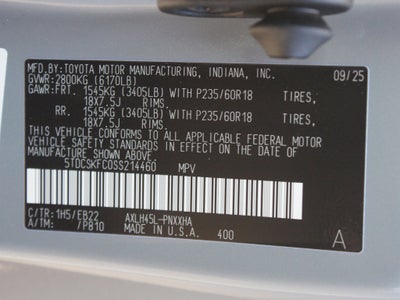 MFD.BY:TOYOTA MOTOR MANUFACTURING, INDIANA, INC. 09/25
GVWR:2800KG (6170LB)
GAWR:FRT. 1545KG (3405LB) WITH P235/60R18 TIRES,
18X7.5J RIMS.
RR. 1545KG (3405LB) WITH P235/60R18 TIRES,
18X7.5J RIMS.
THIS VEHICLE CONFORMS TO ALL APPLICABLE FEDERAL MOTOR
VEHICLE SAFETY STANDARDS IN EFFECT ON THE DATE OF
MANUFACTURE SHOWN ABOVE.
5TDCSKFC0SS214460 MPV
C/TR: 1H5/EB22 AXLH45L-PNXXHA
A/TM: /P810 MADE IN U.S.A. 400 A